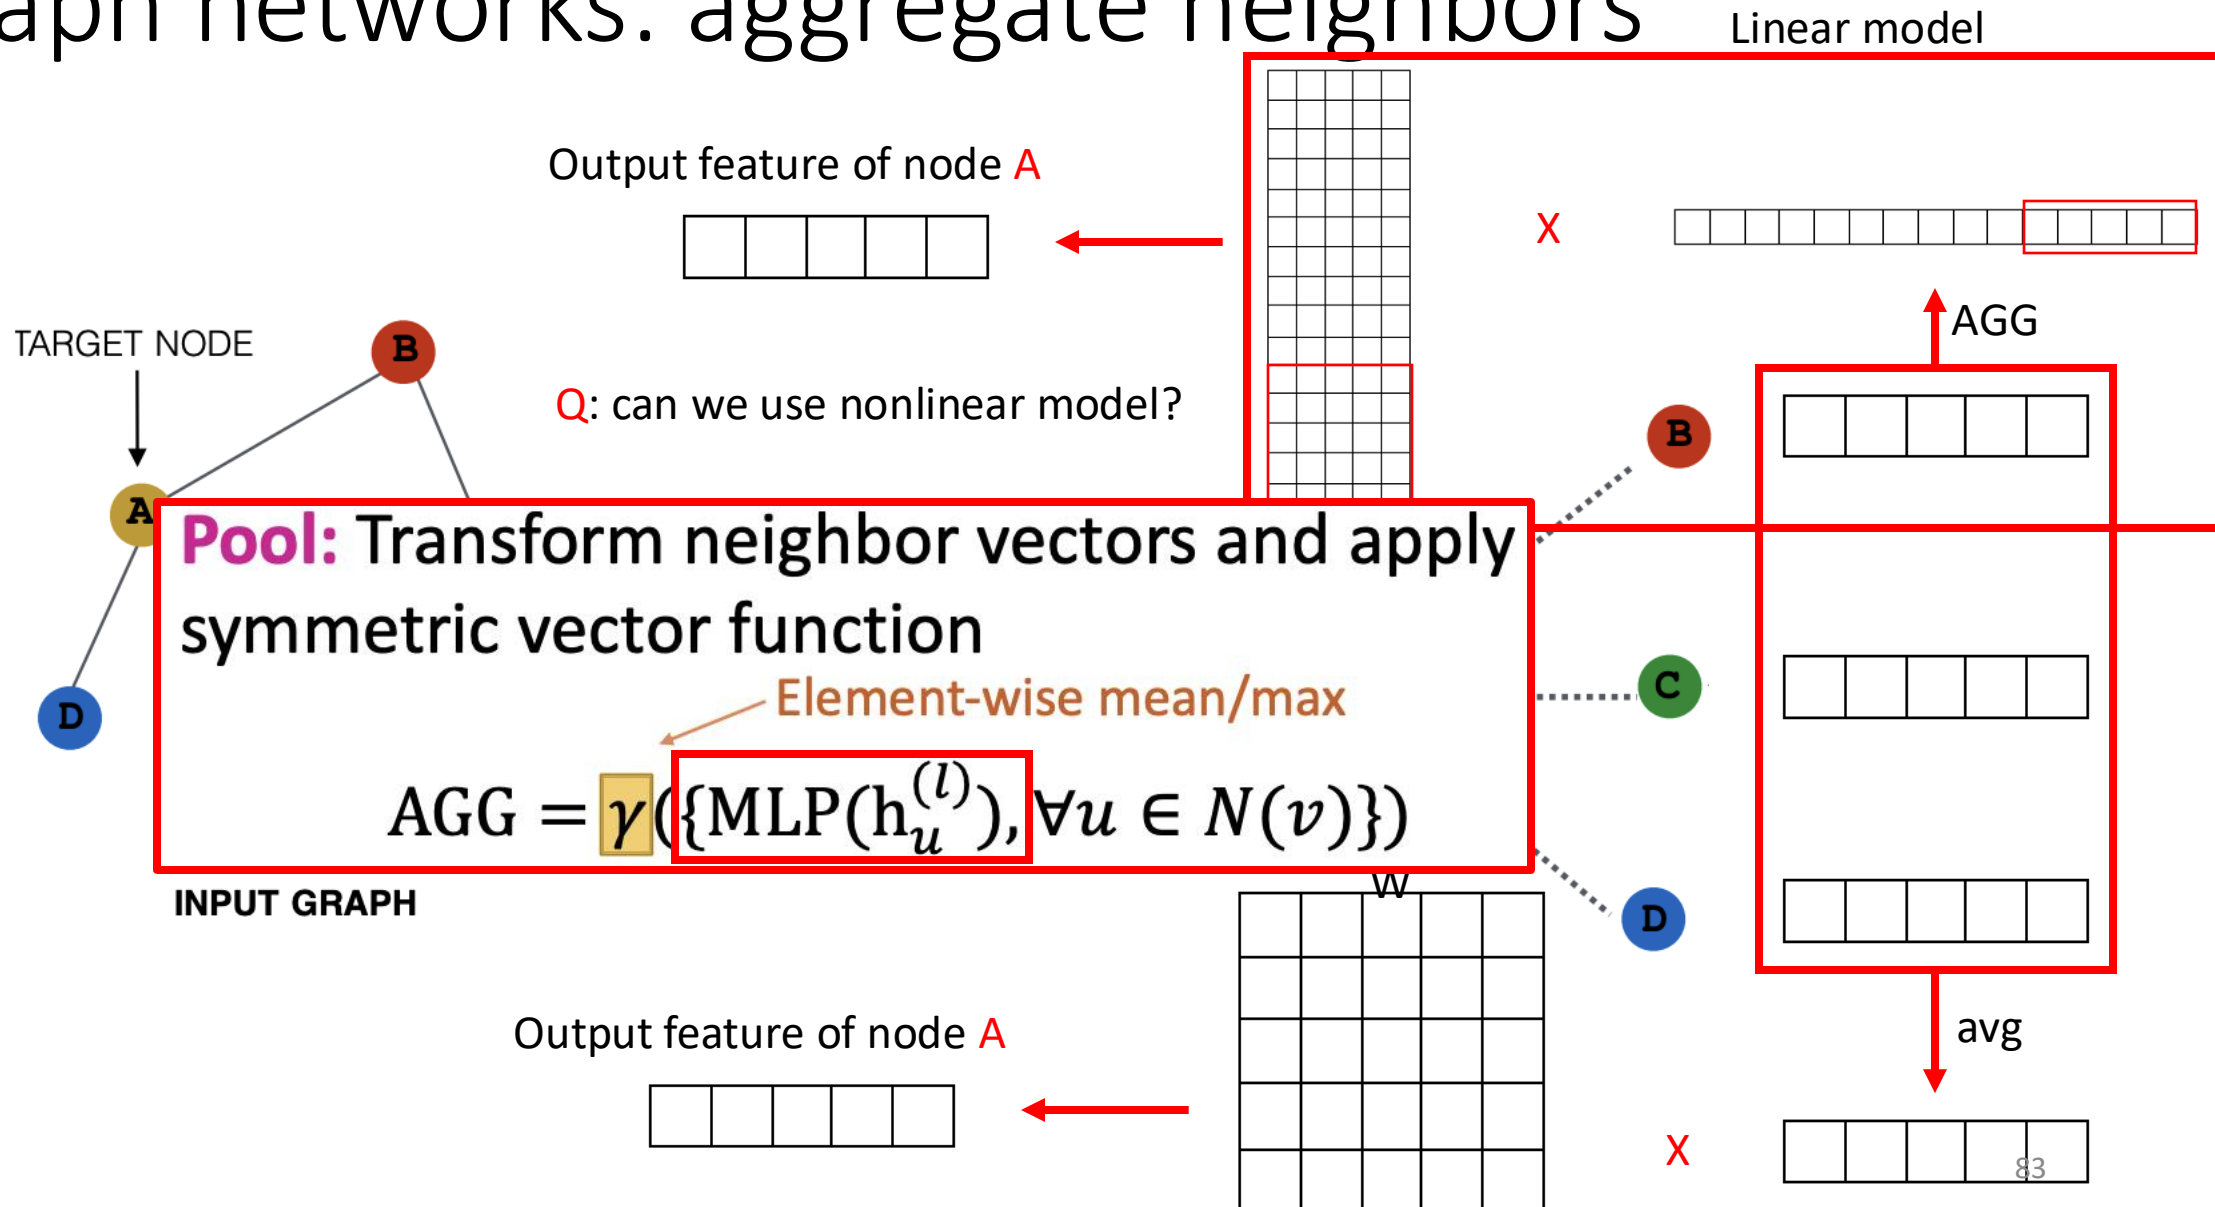 networks: aggregate neighbors
Linear model
Output feature of node A
X
AGG
TARGET NODE
B
Q: can we use nonlinear model?
B
A
Pool: Transform neighbor vectors and apply
symmetric vector function
Element-wise mean/max
C
D
AGG = γ({MLP(h_u^{(l)}), ∀u ∈ N(v)})
W
INPUT GRAPH
D
Output feature of node A
avg
X
83